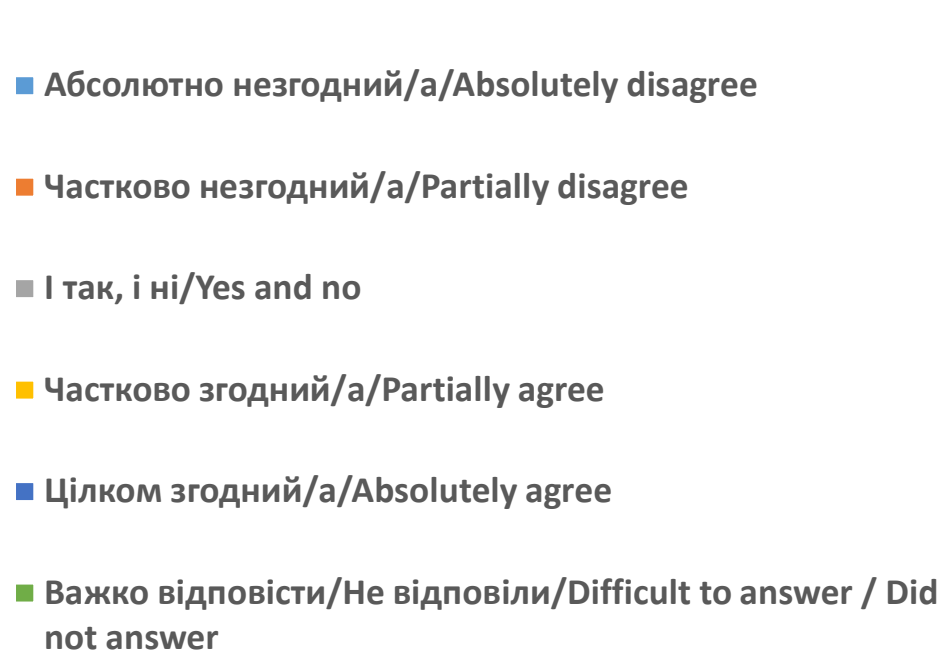 Абсолютно незгодний/а/Absolutely disagree
Частково незгодний/а/Partially disagree
І так, і ні/Yes and no
Частково згодний/а/Partially agree
Цілком згодний/а/Absolutely agree
Важко відповісти/Не відповіли/Difficult to answer / Did
not answer